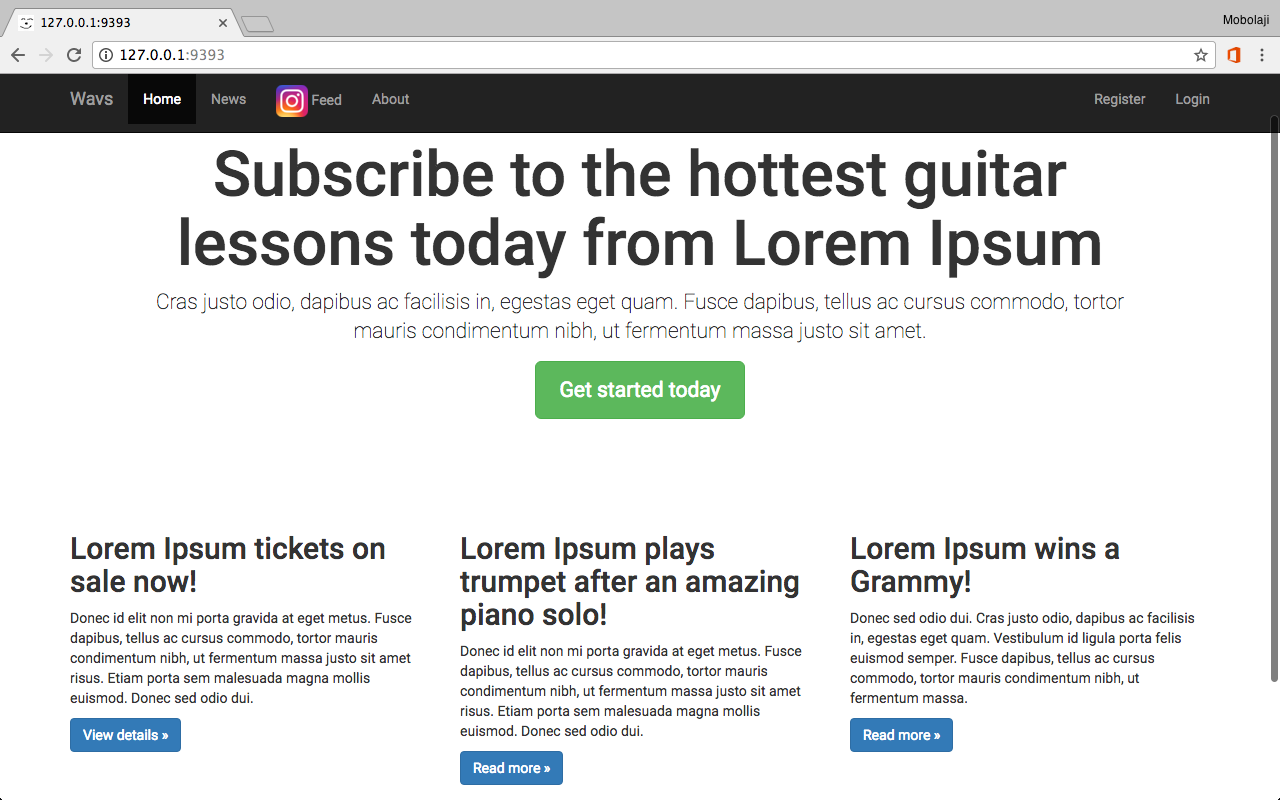 127.0.0.1:9393
Mobolaji
127.0.0.1:9393
Wavs Home News Feed About Register Login
Subscribe to the hottest guitar
lessons today from Lorem Ipsum
Cras justo odio, dapibus ac facilisis in, egestas eget quam. Fusce dapibus, tellus ac cursus commodo, tortor
mauris condimentum nibh, ut fermentum massa justo sit amet.
Get started today
Lorem Ipsum tickets on
sale now!
Donec id elit non mi porta gravida at eget metus. Fusce
dapibus, tellus ac cursus commodo, tortor mauris
condimentum nibh, ut fermentum massa justo sit amet
risus. Etiam porta sem malesuada magna mollis
euismod. Donec sed odio dui.
View details »
Lorem Ipsum plays
trumpet after an amazing
piano solo!
Donec id elit non mi porta gravida at eget metus. Fusce
dapibus, tellus ac cursus commodo, tortor mauris
condimentum nibh, ut fermentum massa justo sit amet
risus. Etiam porta sem malesuada magna mollis
euismod. Donec sed odio dui.
Read more »
Lorem Ipsum wins a
Grammy!
Donec sed odio dui. Cras justo odio, dapibus ac facilisis
in, egestas eget quam. Vestibulum id ligula porta felis
euismod semper. Fusce dapibus, tellus ac cursus
commodo, tortor mauris condimentum nibh, ut
fermentum massa.
Read more »